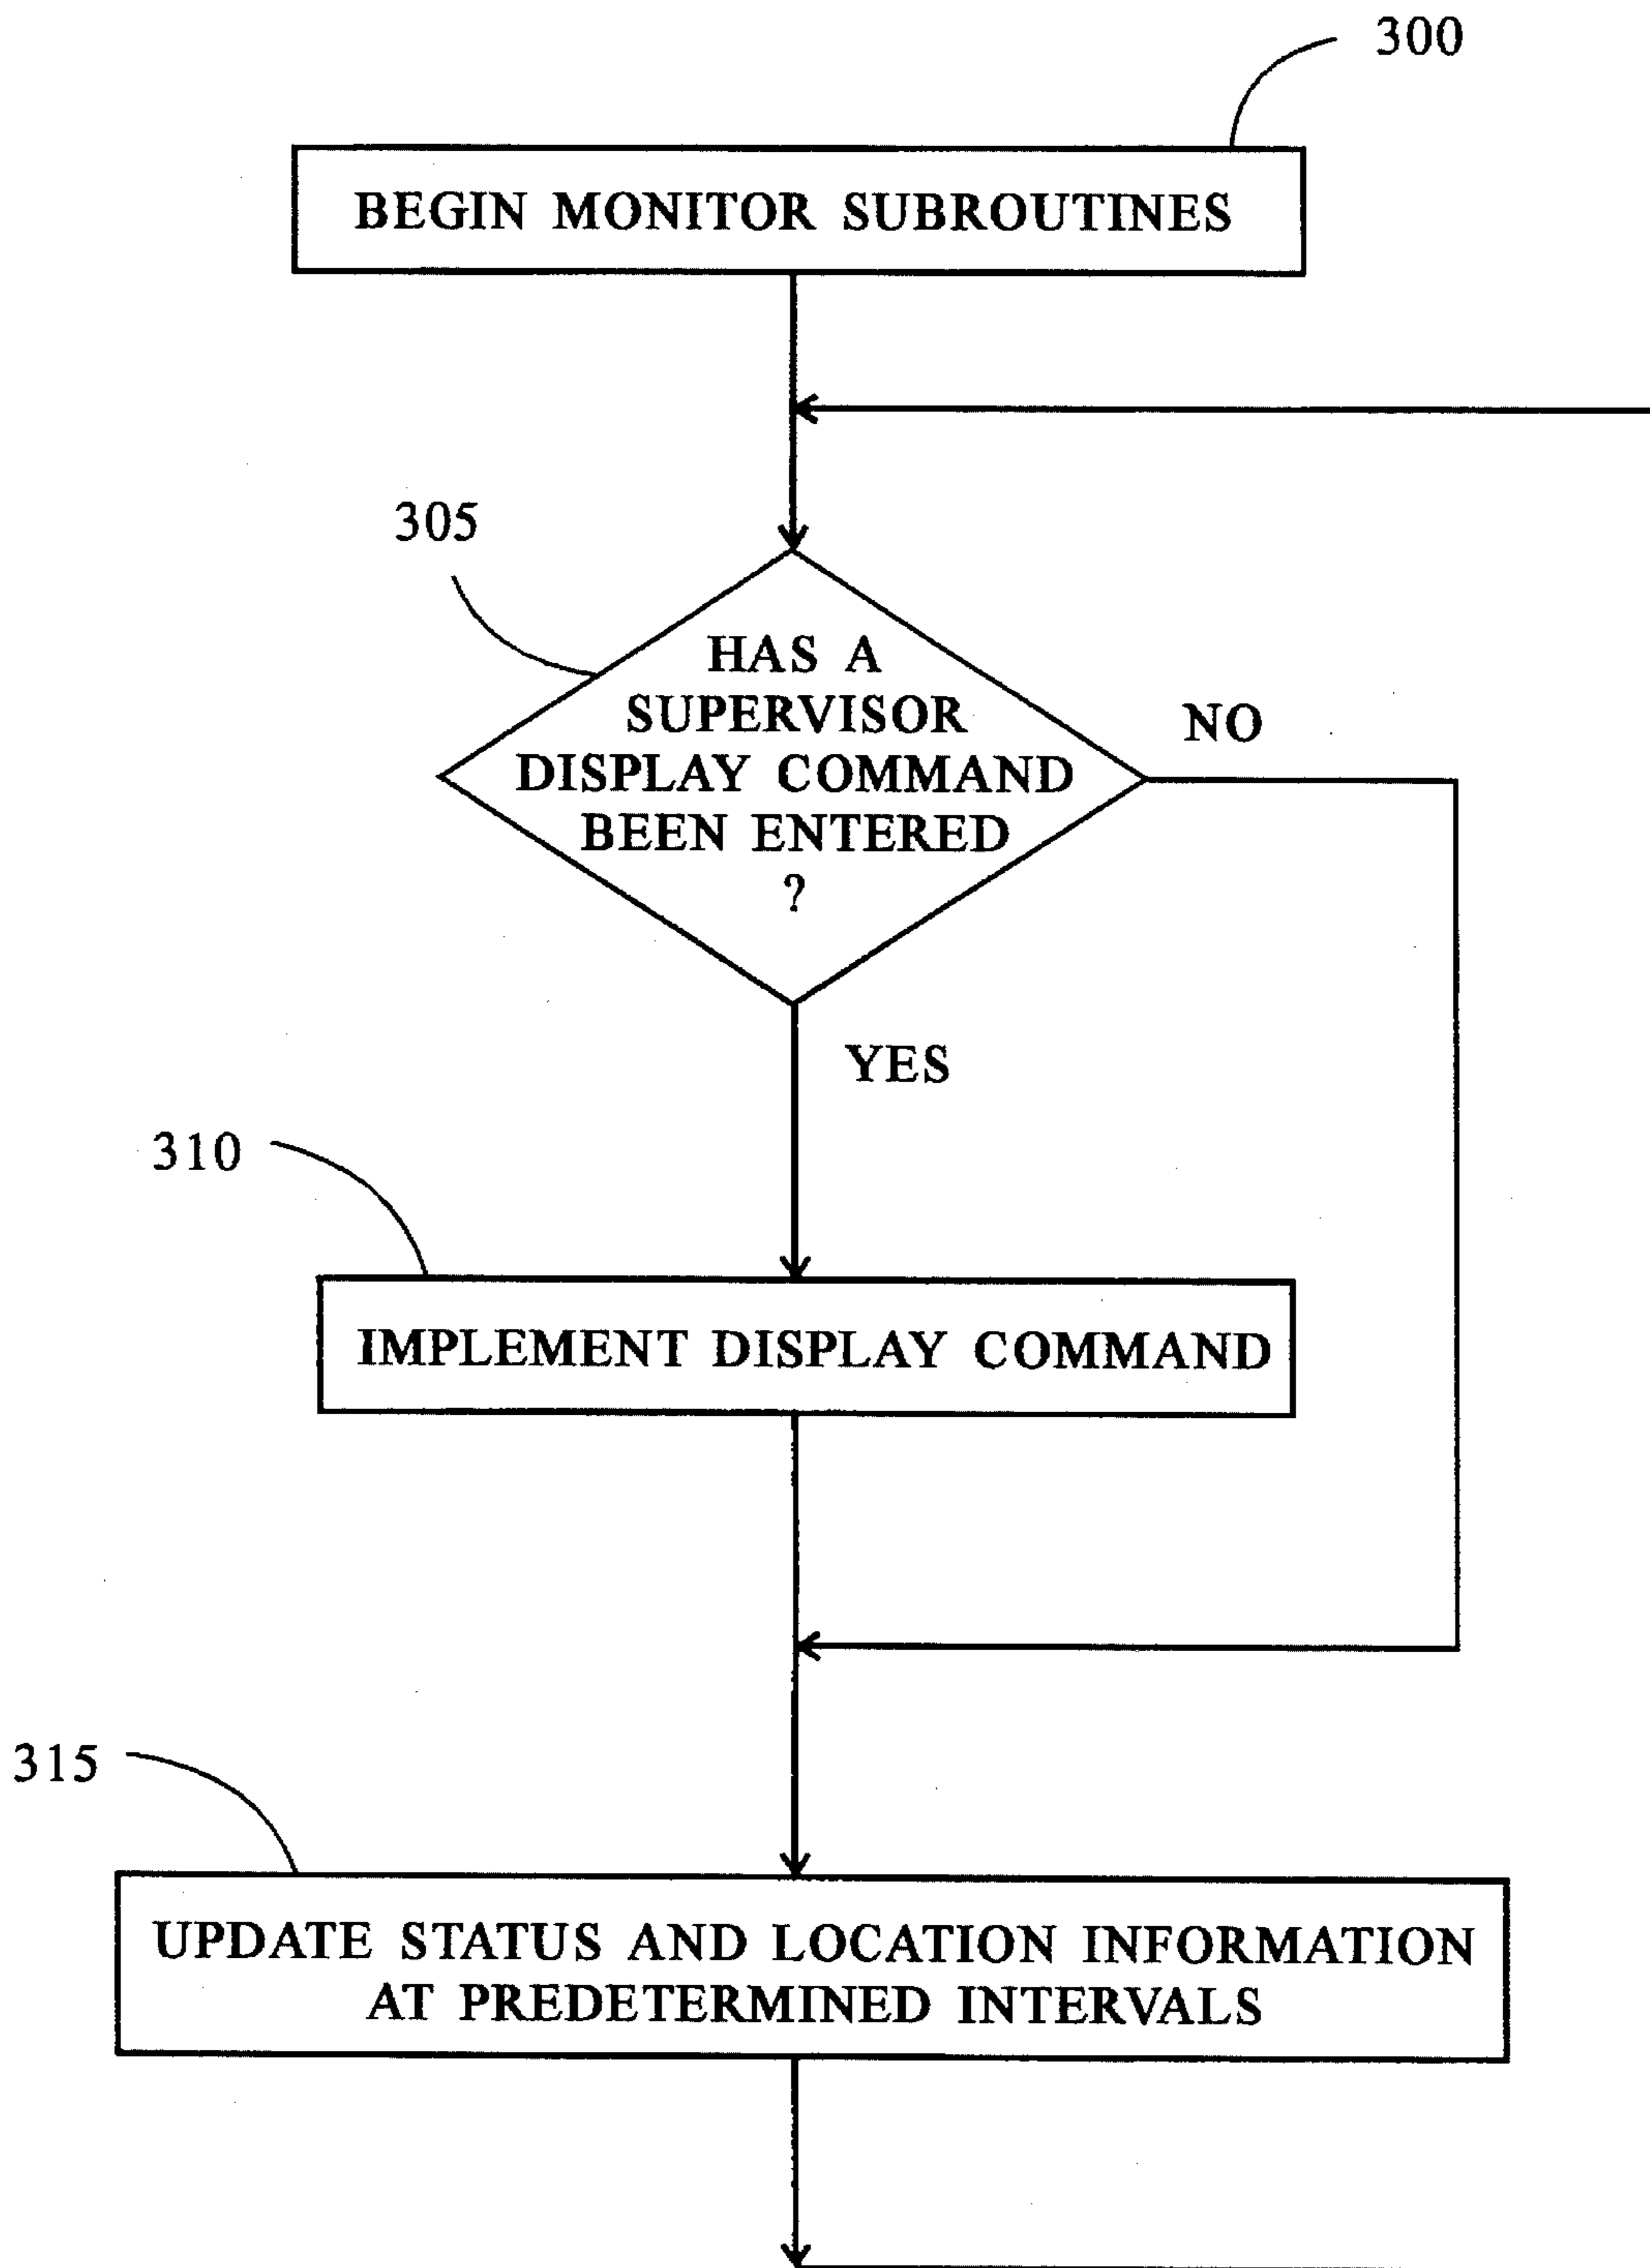 300
BEGIN MONITOR SUBROUTINES
305
HAS A
SUPERVISOR
DISPLAY COMMAND
BEEN ENTERED
?
NO
YES
310
IMPLEMENT DISPLAY COMMAND
315
UPDATE STATUS AND LOCATION INFORMATION
AT PREDETERMINED INTERVALS